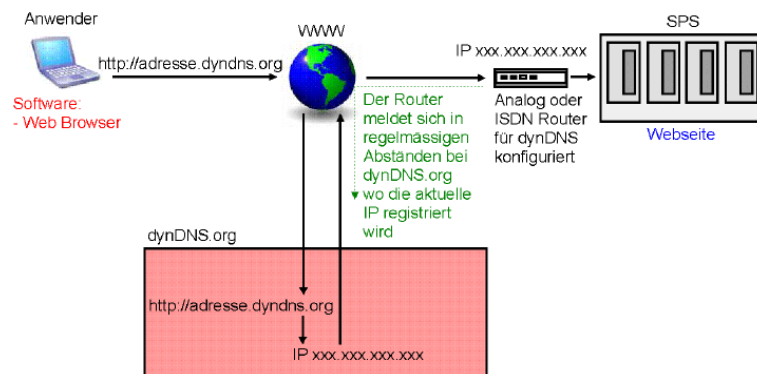 Anwender
http://adresse.dyndns.org
Software:
- Web Browser
WWW
IP xxx.xxx.xxx.xxx
SPS
Analog oder
ISDN Router
für dynDNS
konfiguriert
Webseite
Der Router
meldet sich in
regelmässigen
Abständen bei
dynDNS.org
wo die aktuelle
IP registriert
wird
dynDNS.org
http://adresse.dyndns.org
IP xxx.xxx.xxx.xxx